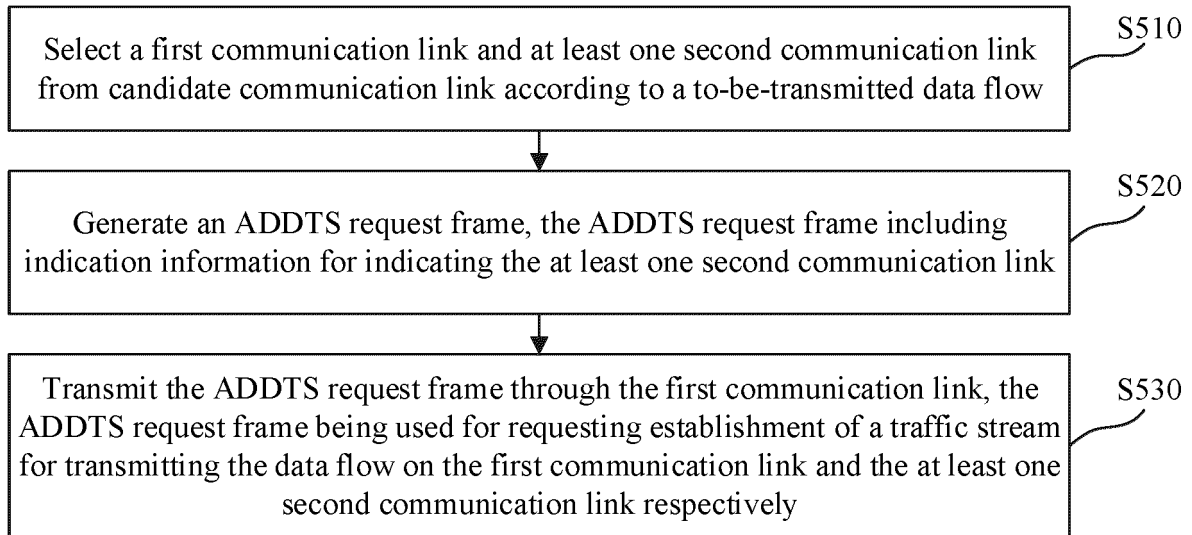 Select a first communication link and at least one second communication link
from candidate communication link according to a to-be-transmitted data flow
S510
Generate an ADDTS request frame, the ADDTS request frame including
indication information for indicating the at least one second communication link
S520
Transmit the ADDTS request frame through the first communication link, the
ADDTS request frame being used for requesting establishment of a traffic stream
for transmitting the data flow on the first communication link and the at least one
second communication link respectively
S530